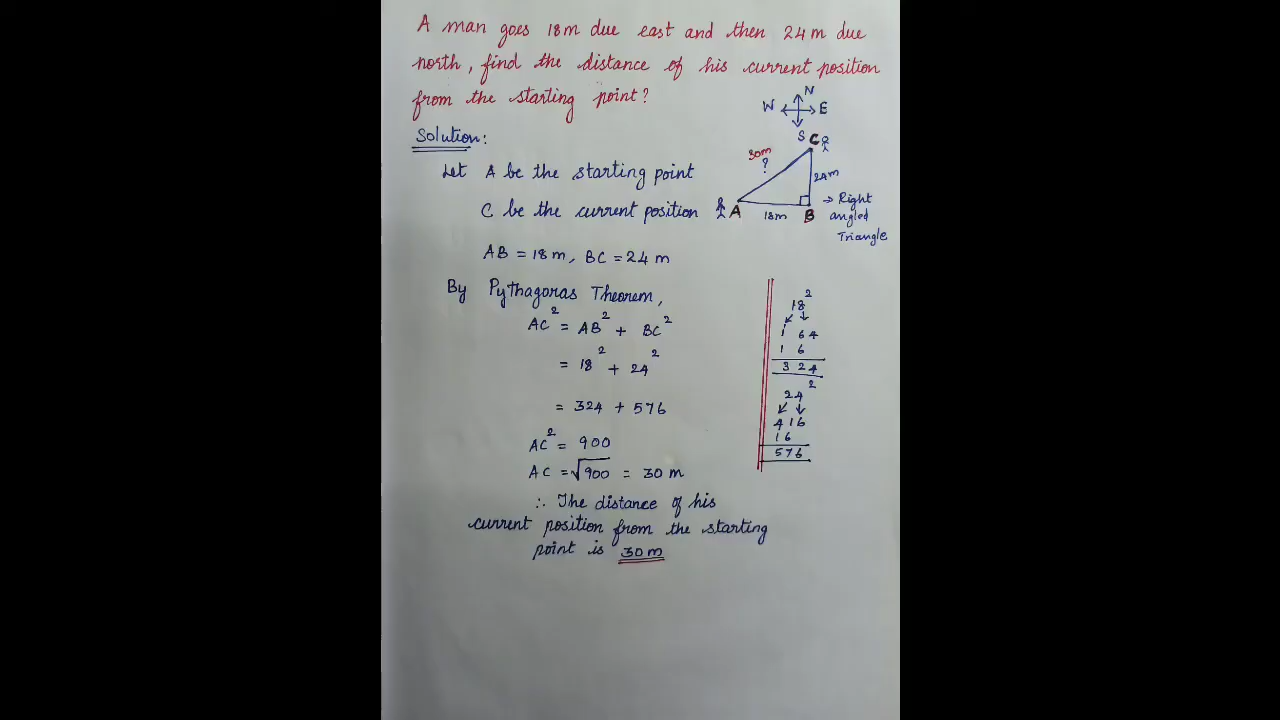 A man goes 18m due east and then 24m due
north, find the distance of his current position
from the starting point?
N
W E
S
Solution:
C
30m
?
24m
Let A be the starting point
C be the current position
A
18m
B
→ Right
angled
Triangle
AB = 18m, BC = 24 m
By Pythagoras Theorem,
AC² = AB² + BC²
= 18² + 24²
= 324 + 576
AC² = 900
AC = √900 = 30 m
∴ The distance of his
current position from the starting
point is 30m
18²
1 64
1 6
3 2 4
24²
4 16
1 6
5 7 6